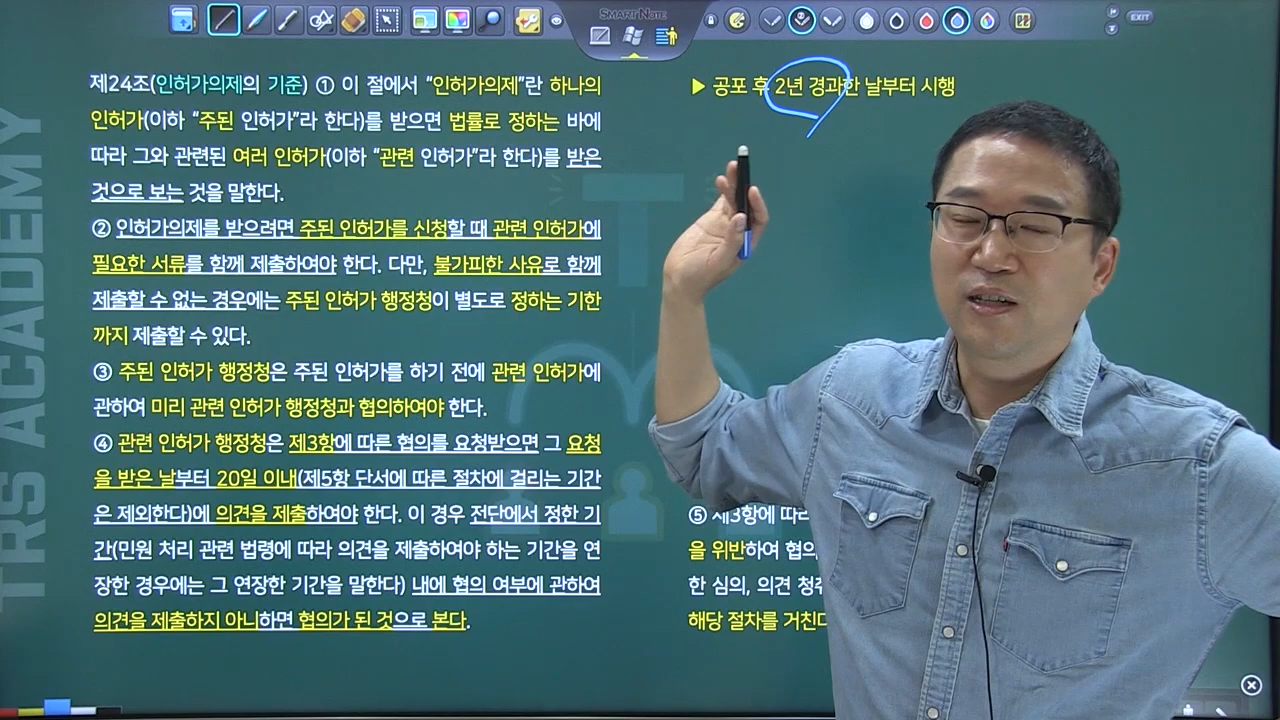 SMARTNOTE
EXIT
TRS ACADEMY
제24조(인허가의제의 기준) ① 이 절에서 “인허가의제”란 하나의
인허가(이하 “주된 인허가”라 한다)를 받으면 법률로 정하는 바에
따라 그와 관련된 여러 인허가(이하 “관련 인허가”라 한다)를 받은
것으로 보는 것을 말한다.
② 인허가의제를 받으려면 주된 인허가를 신청할 때 관련 인허가에
필요한 서류를 함께 제출하여야 한다. 다만, 불가피한 사유로 함께
제출할 수 없는 경우에는 주된 인허가 행정청이 별도로 정하는 기한
까지 제출할 수 있다.
③ 주된 인허가 행정청은 주된 인허가를 하기 전에 관련 인허가에
관하여 미리 관련 인허가 행정청과 협의하여야 한다.
④ 관련 인허가 행정청은 제3항에 따른 협의를 요청받으면 그 요청
을 받은 날부터 20일 이내(제5항 단서에 따른 절차에 걸리는 기간
은 제외한다)에 의견을 제출하여야 한다. 이 경우 전단에서 정한 기
간(민원 처리 관련 법령에 따라 의견을 제출하여야 하는 기간을 연
장한 경우에는 그 연장한 기간을 말한다) 내에 협의 여부에 관하여
의견을 제출하지 아니하면 협의가 된 것으로 본다.
▶ 공포 후 2년 경과한 날부터 시행
⑤ 제3항에 따라
을 위반하여 협의
한 심의, 의견 청취
해당 절차를 거친다